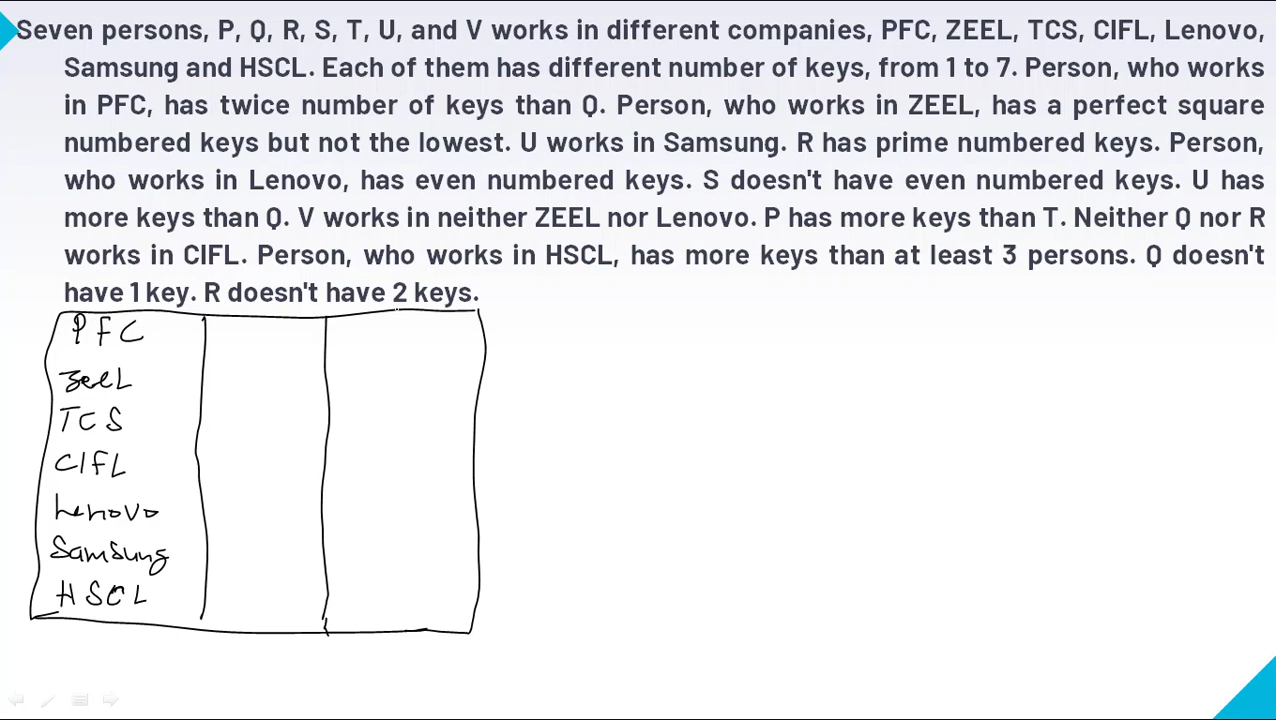 Seven persons, P, Q, R, S, T, U, and V works in different companies, PFC, ZEEL, TCS, CIFL, Lenovo,
Samsung and HSCL. Each of them has different number of keys, from 1 to 7. Person, who works
in PFC, has twice number of keys than Q. Person, who works in ZEEL, has a perfect square
numbered keys but not the lowest. U works in Samsung. R has prime numbered keys. Person,
who works in Lenovo, has even numbered keys. S doesn't have even numbered keys. U has
more keys than Q. V works in neither ZEEL nor Lenovo. P has more keys than T. Neither Q nor R
works in CIFL. Person, who works in HSCL, has more keys than at least 3 persons. Q doesn't
have 1 key. R doesn't have 2 keys.
PFC
ZeeL
TCS
CIFL
Lenovo
Samsung
HSCL